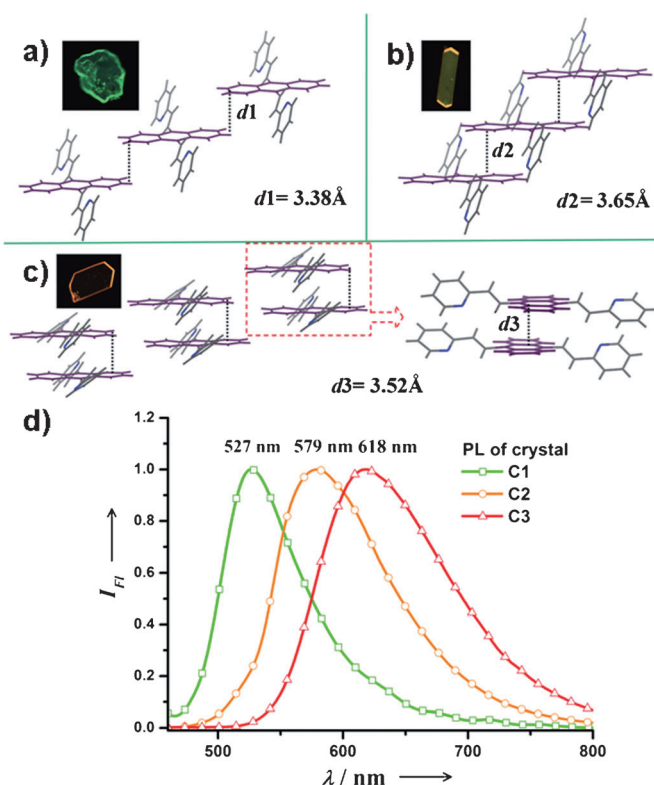 a)
d1
d1= 3.38Å
b)
d2
d2= 3.65Å
c)
d3
d3= 3.52Å
d)
1.2
1.0
0.8
0.6
0.4
0.2
0.0
I_Fl
527 nm 579 nm 618 nm
PL of crystal
C1
C2
C3
500 600 700 800
λ / nm